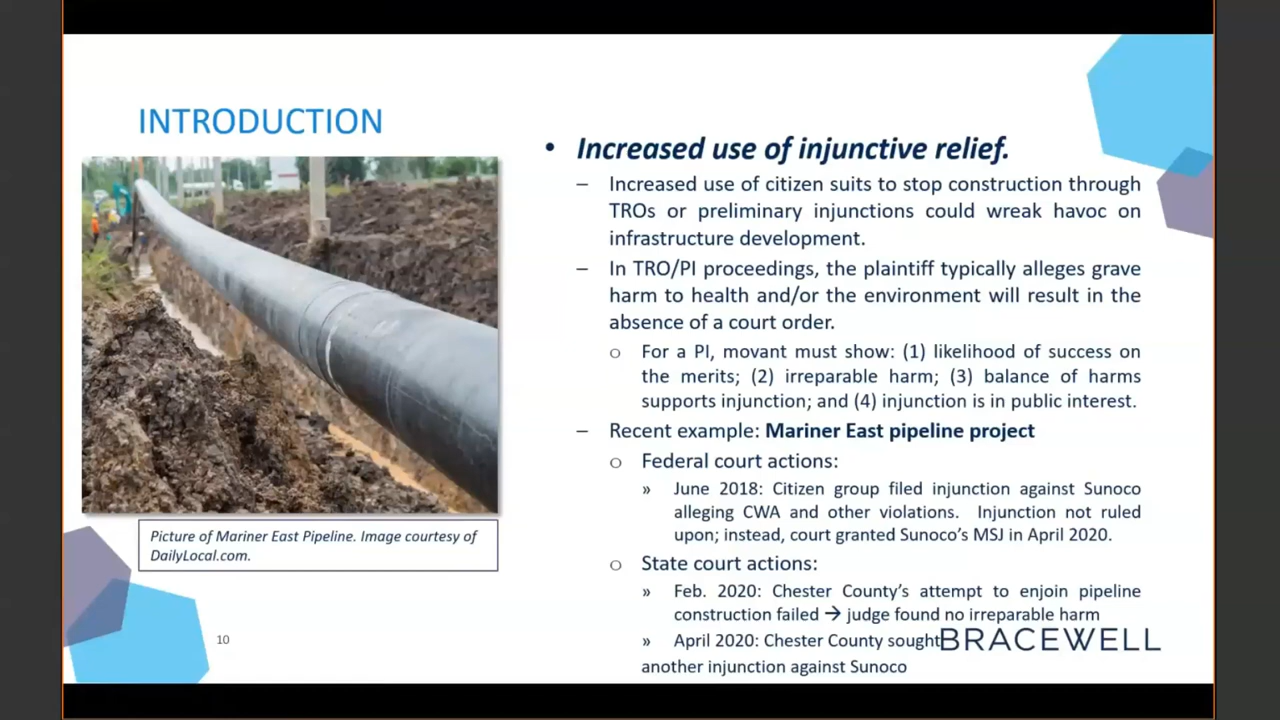 INTRODUCTION
• Increased use of injunctive relief.
– Increased use of citizen suits to stop construction through
TROs or preliminary injunctions could wreak havoc on
infrastructure development.
– In TRO/PI proceedings, the plaintiff typically alleges grave
harm to health and/or the environment will result in the
absence of a court order.
o For a PI, movant must show: (1) likelihood of success on
the merits; (2) irreparable harm; (3) balance of harms
supports injunction; and (4) injunction is in public interest.
– Recent example: Mariner East pipeline project
o Federal court actions:
» June 2018: Citizen group filed injunction against Sunoco
alleging CWA and other violations. Injunction not ruled
upon; instead, court granted Sunoco's MSJ in April 2020.
o State court actions:
» Feb. 2020: Chester County's attempt to enjoin pipeline
construction failed → judge found no irreparable harm
» April 2020: Chester County sought
another injunction against Sunoco
Picture of Mariner East Pipeline. Image courtesy of
DailyLocal.com.
10
BRACEWELL